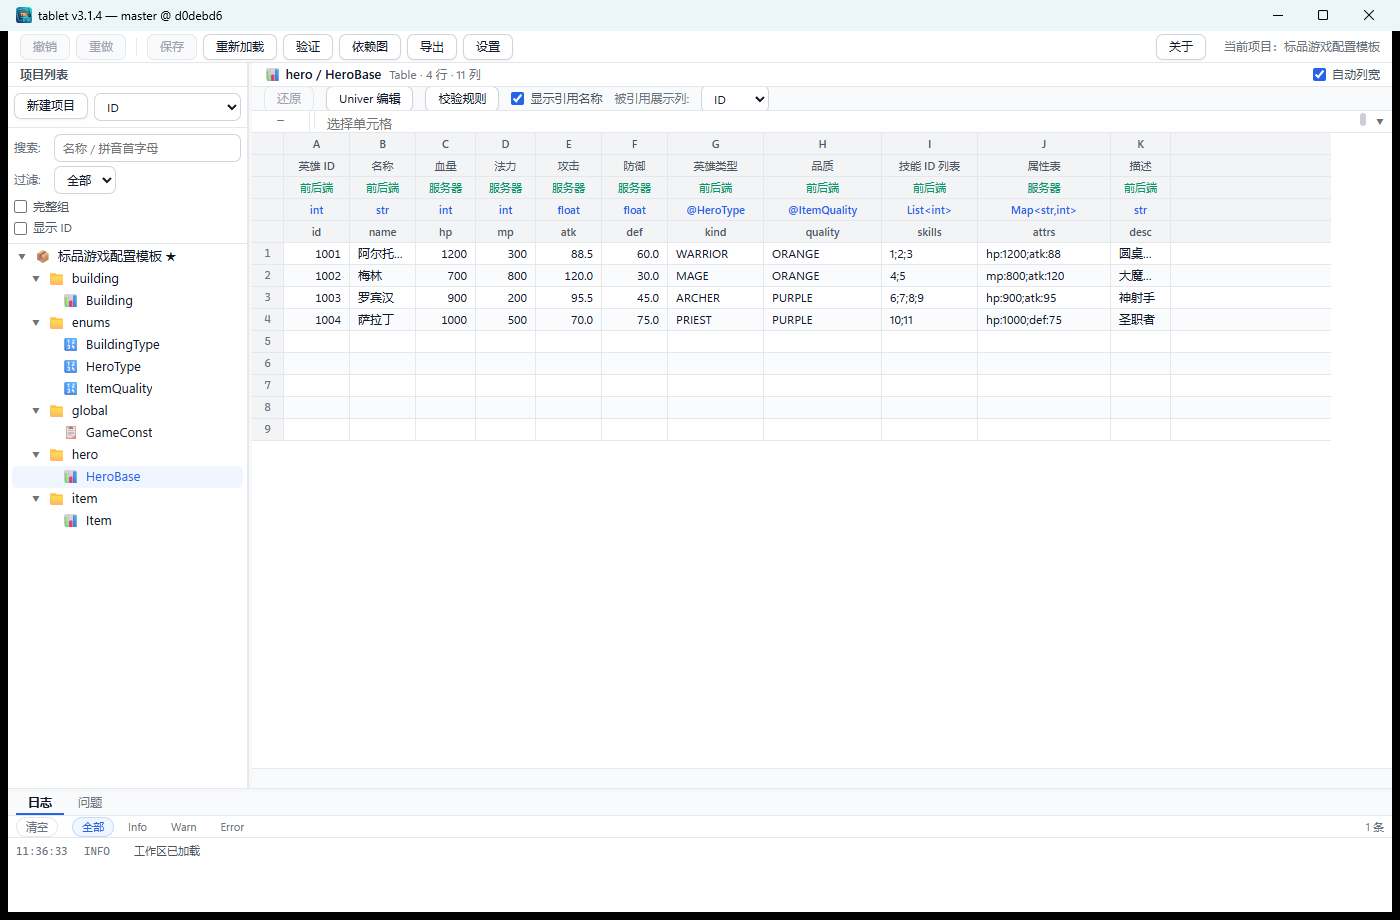 tablet v3.1.4 — master @ d0debd6
撤销 重做 保存 重新加载 验证 依赖图 导出 设置 关于 当前项目：标品游戏配置模板
项目列表
新建项目 ID
搜索: 名称 / 拼音首字母
过滤: 全部
完整组
显示 ID
标品游戏配置模板 ★
building
Building
enums
BuildingType
HeroType
ItemQuality
global
GameConst
hero
HeroBase
item
Item
hero / HeroBase Table · 4 行 · 11 列 自动列宽
还原 Univer 编辑 校验规则 显示引用名称 被引用展示列: ID
— 选择单元格
A B C D E F G H I J K
英雄 ID 名称 血量 法力 攻击 防御 英雄类型 品质 技能 ID 列表 属性表 描述
前后端 前后端 服务器 服务器 服务器 服务器 前后端 前后端 前后端 服务器 前后端
int str int int float float @HeroType @ItemQuality List<int> Map<str,int> str
id name hp mp atk def kind quality skills attrs desc
1 1001 阿尔托... 1200 300 88.5 60.0 WARRIOR ORANGE 1;2;3 hp:1200;atk:88 圆桌...
2 1002 梅林 700 800 120.0 30.0 MAGE ORANGE 4;5 mp:800;atk:120 大魔...
3 1003 罗宾汉 900 200 95.5 45.0 ARCHER PURPLE 6;7;8;9 hp:900;atk:95 神射手
4 1004 萨拉丁 1000 500 70.0 75.0 PRIEST PURPLE 10;11 hp:1000;def:75 圣职者
5
6
7
8
9
日志 问题
清空 全部 Info Warn Error 1 条
11:36:33 INFO 工作区已加载